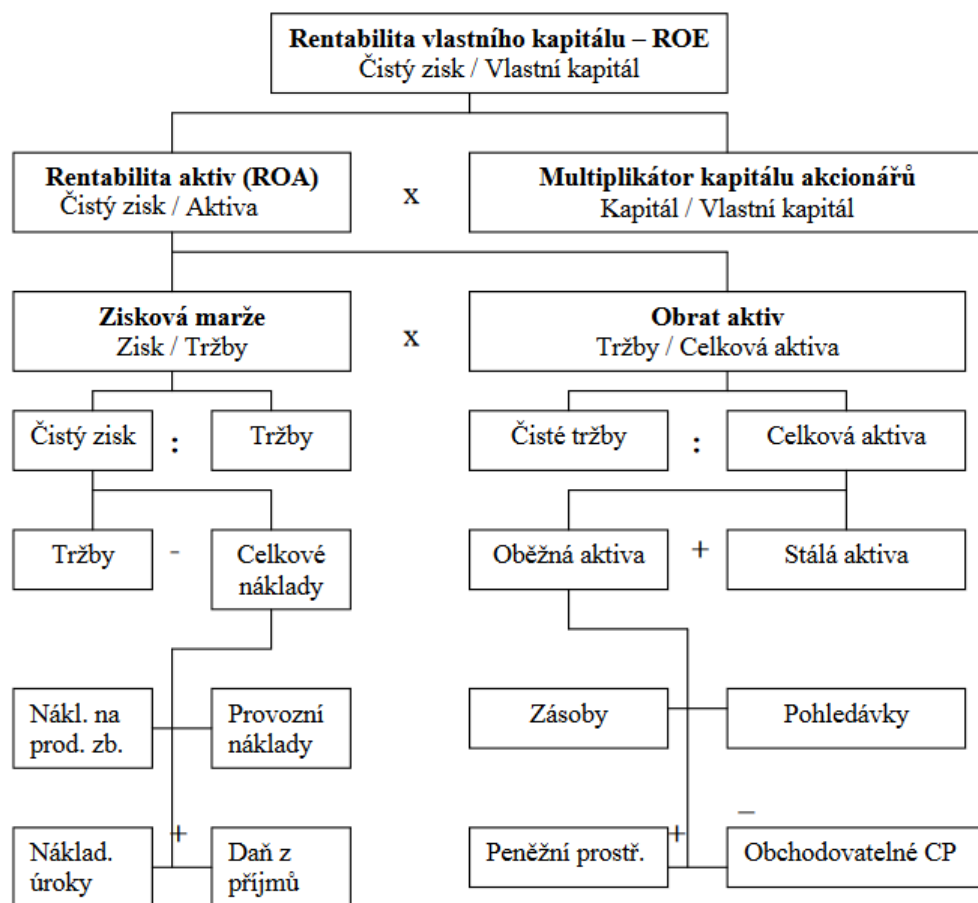 Rentabilita vlastního kapitálu – ROE
Čistý zisk / Vlastní kapitál
Rentabilita aktiv (ROA)
Čistý zisk / Aktiva
x
Multiplikátor kapitálu akcionářů
Kapitál / Vlastní kapitál
Zisková marže
Zisk / Tržby
x
Obrat aktiv
Tržby / Celková aktiva
Čistý zisk
:
Tržby
Čisté tržby
:
Celková aktiva
Tržby
-
Celkové
náklady
Oběžná aktiva
+
Stálá aktiva
Nákl. na
prod. zb.
Provozní
náklady
Zásoby
Pohledávky
Náklad.
úroky
+
Daň z
příjmů
Peněžní prostř.
+
–
Obchodovatelné CP